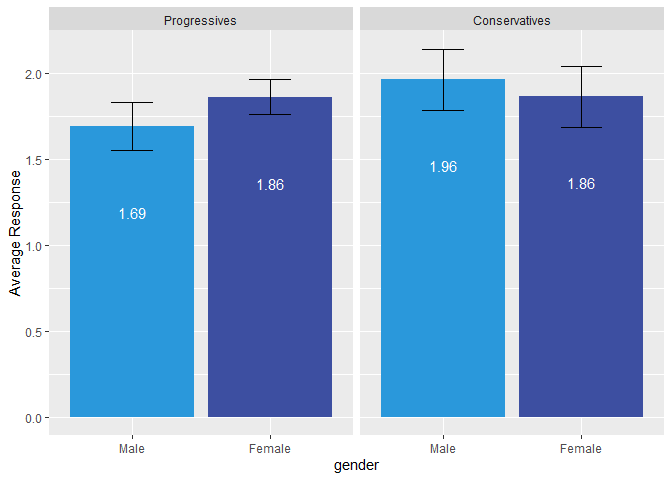 Progressives
Conservatives
Average Response
2.0
1.5
1.0
0.5
0.0
1.69
1.86
1.96
1.86
Male
Female
Male
Female
gender